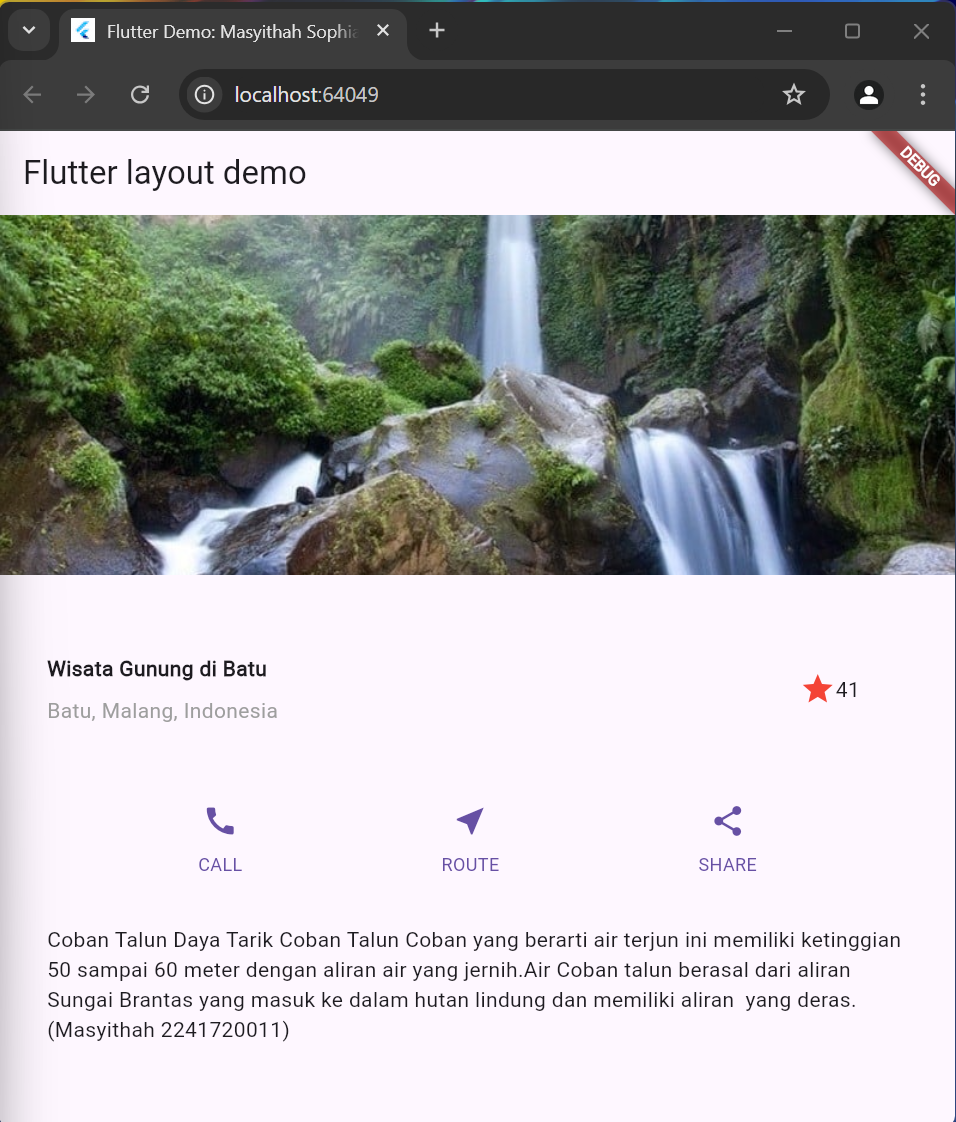 Flutter Demo: Masyithah Sophia
localhost:64049
Flutter layout demo
DEBUG
Wisata Gunung di Batu
Batu, Malang, Indonesia
41
CALL ROUTE SHARE
Coban Talun Daya Tarik Coban Talun Coban yang berarti air terjun ini memiliki ketinggian
50 sampai 60 meter dengan aliran air yang jernih.Air Coban talun berasal dari aliran
Sungai Brantas yang masuk ke dalam hutan lindung dan memiliki aliran  yang deras.
(Masyithah 2241720011)